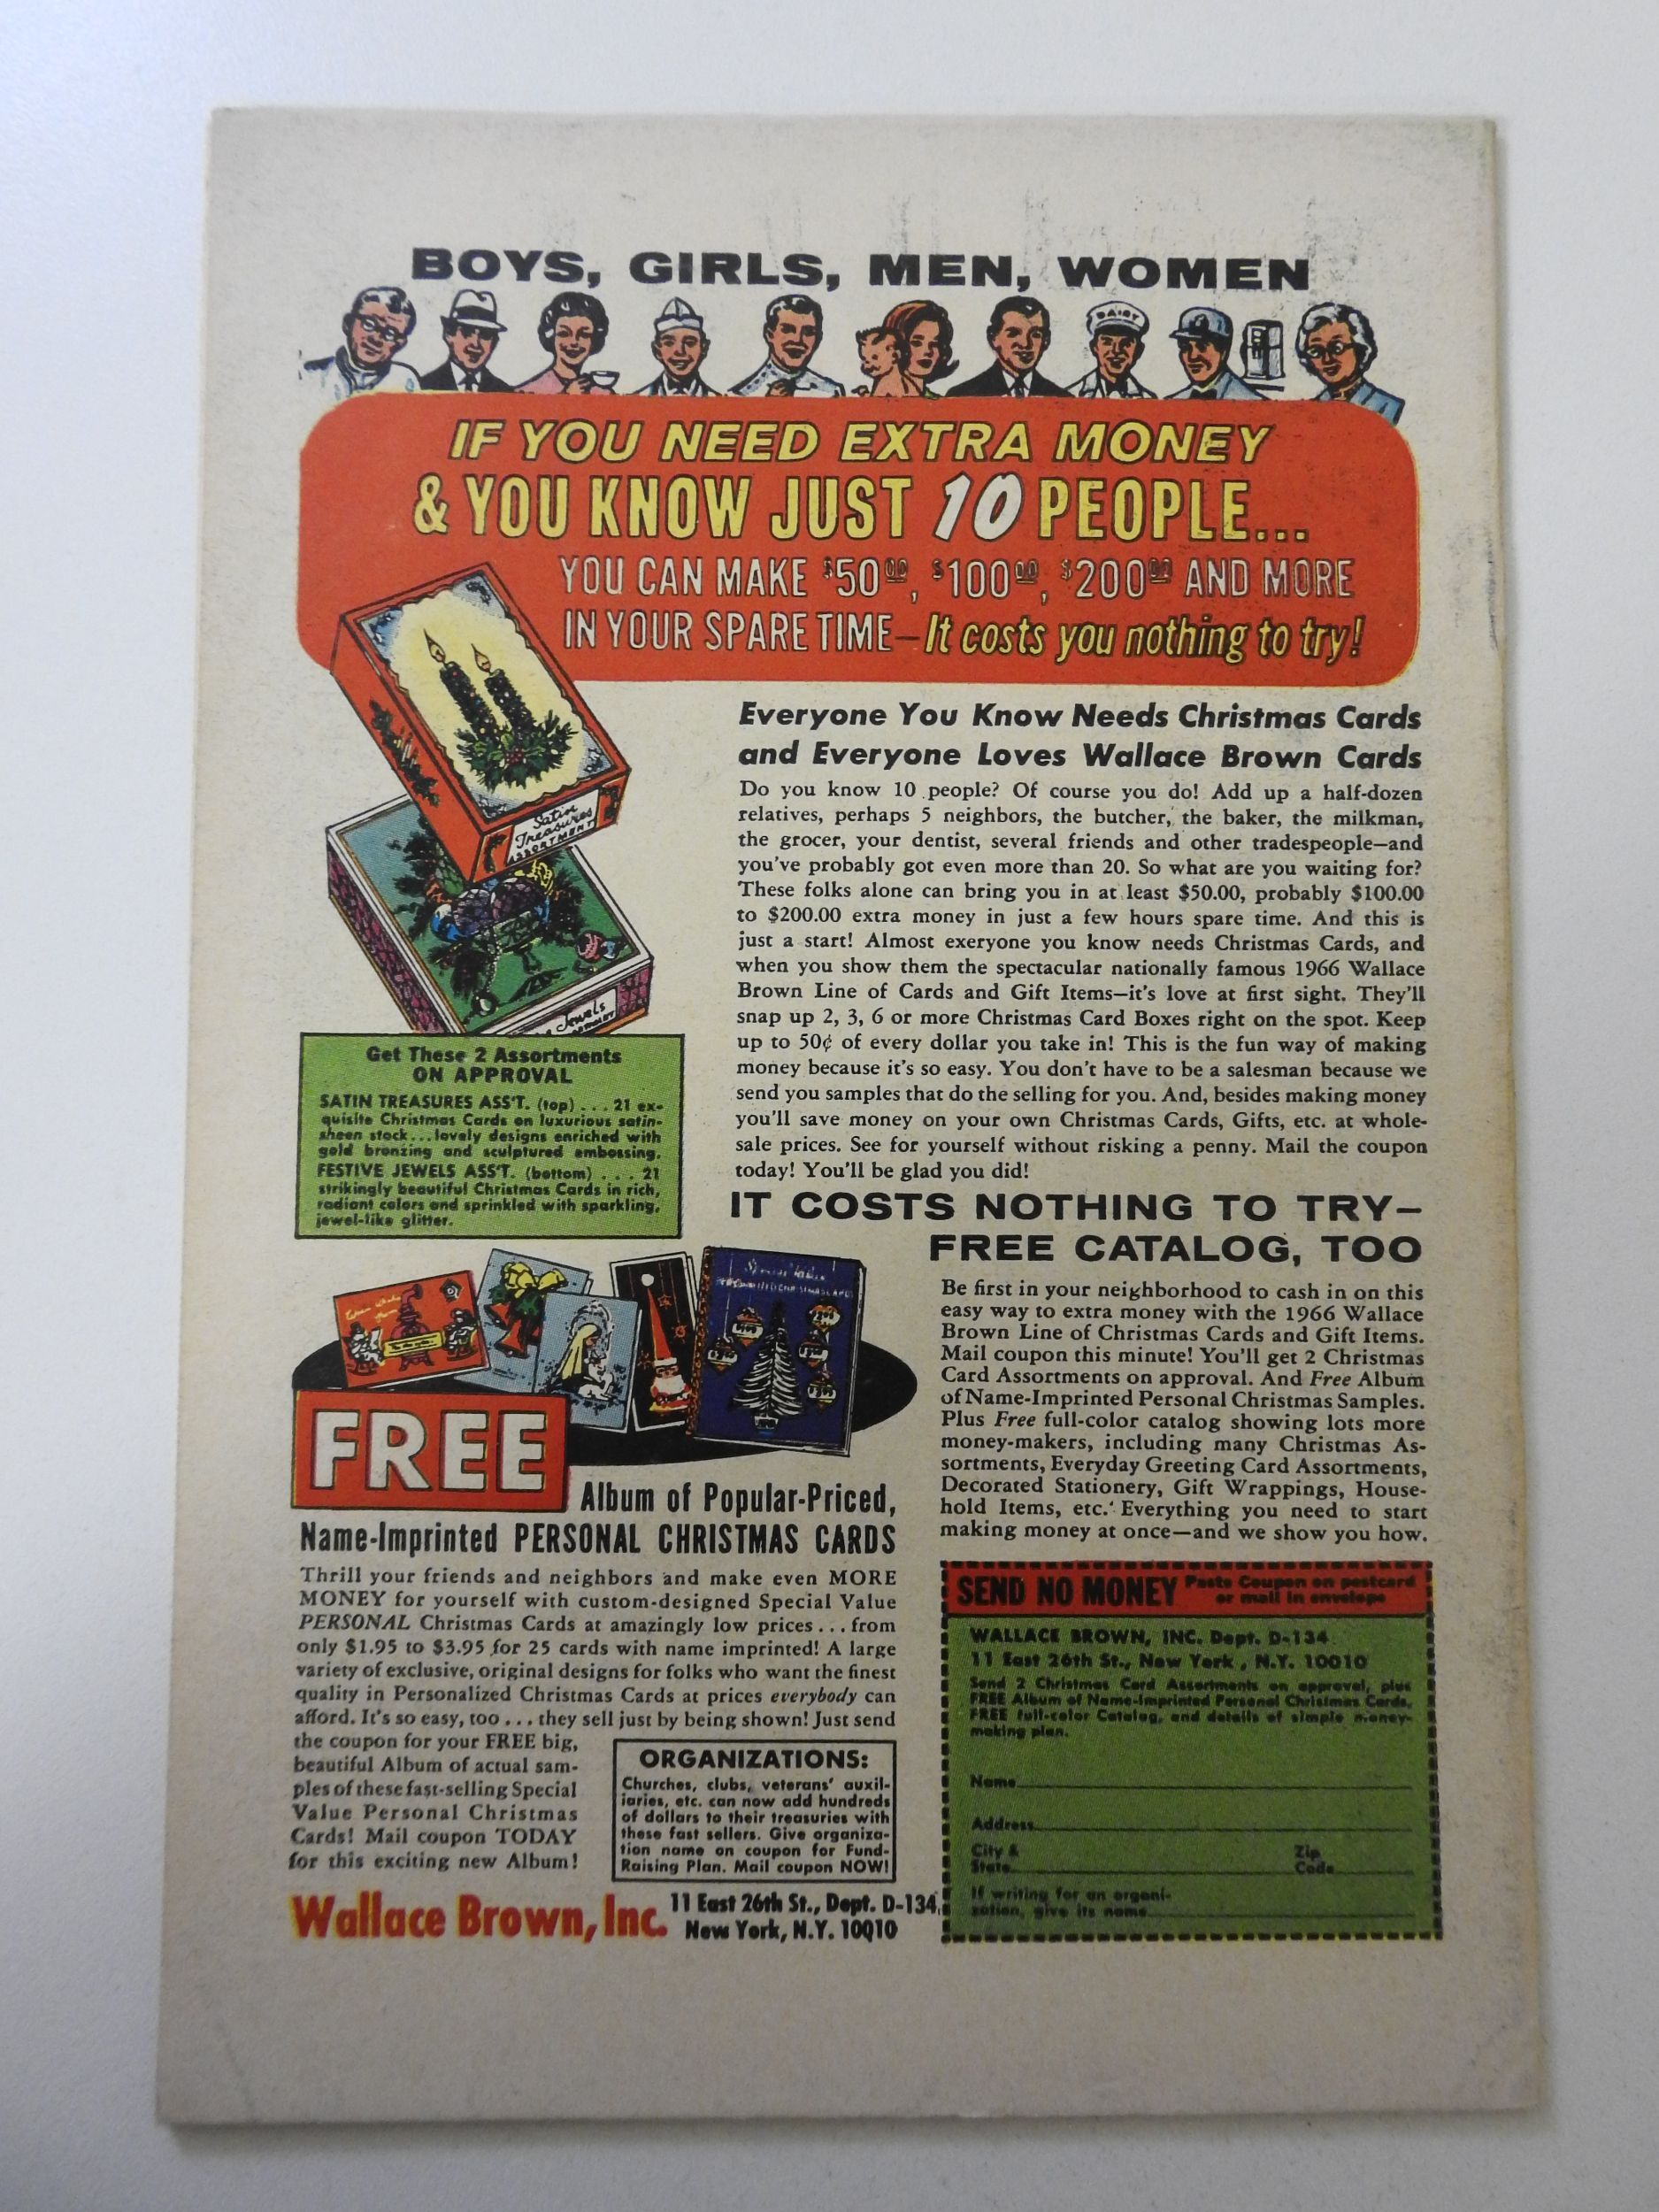 BOYS, GIRLS, MEN, WOMEN
DAIRY
IF YOU NEED EXTRA MONEY
& YOU KNOW JUST 10 PEOPLE...
YOU CAN MAKE $50.00, $100.00, $200.00 AND MORE
IN YOUR SPARE TIME—It costs you nothing to try!
Satin
Treasures
ASSORTMENT
Jewels
Get These 2 Assortments
ON APPROVAL
SATIN TREASURES ASS'T. (top) . . . 21 ex-
quisite Christmas Cards on luxurious satin-
sheen stock...lovely designs enriched with
gold bronzing and sculptured embossing.
FESTIVE JEWELS ASS'T. (bottom) . . . 21
strikingly beautiful Christmas Cards in rich,
radiant colors and sprinkled with sparkling,
jewel-like glitter.
Everyone You Know Needs Christmas Cards
and Everyone Loves Wallace Brown Cards
Do you know 10 people? Of course you do! Add up a half-dozen
relatives, perhaps 5 neighbors, the butcher, the baker, the milkman,
the grocer, your dentist, several friends and other tradespeople—and
you've probably got even more than 20. So what are you waiting for?
These folks alone can bring you in at least $50.00, probably $100.00
to $200.00 extra money in just a few hours spare time. And this is
just a start! Almost exeryone you know needs Christmas Cards, and
when you show them the spectacular nationally famous 1966 Wallace
Brown Line of Cards and Gift Items—it's love at first sight. They'll
snap up 2, 3, 6 or more Christmas Card Boxes right on the spot. Keep
up to 50¢ of every dollar you take in! This is the fun way of making
money because it's so easy. You don't have to be a salesman because we
send you samples that do the selling for you. And, besides making money
you'll save money on your own Christmas Cards, Gifts, etc. at whole-
sale prices. See for yourself without risking a penny. Mail the coupon
today! You'll be glad you did!
IT COSTS NOTHING TO TRY—
FREE CATALOG, TOO
Be first in your neighborhood to cash in on this
easy way to extra money with the 1966 Wallace
Brown Line of Christmas Cards and Gift Items.
Mail coupon this minute! You'll get 2 Christmas
Card Assortments on approval. And Free Album
of Name-Imprinted Personal Christmas Samples.
Plus Free full-color catalog showing lots more
money-makers, including many Christmas As-
sortments, Everyday Greeting Card Assortments,
Decorated Stationery, Gift Wrappings, House-
hold Items, etc. Everything you need to start
making money at once—and we show you how.
FREE
Album of Popular-Priced,
Name-Imprinted PERSONAL CHRISTMAS CARDS
Thrill your friends and neighbors and make even MORE
MONEY for yourself with custom-designed Special Value
PERSONAL Christmas Cards at amazingly low prices . . . from
only $1.95 to $3.95 for 25 cards with name imprinted! A large
variety of exclusive, original designs for folks who want the finest
quality in Personalized Christmas Cards at prices everybody can
afford. It's so easy, too . . . they sell just by being shown! Just send
the coupon for your FREE big,
beautiful Album of actual sam-
ples of these fast-selling Special
Value Personal Christmas
Cards! Mail coupon TODAY
for this exciting new Album!
ORGANIZATIONS:
Churches, clubs, veterans' auxil-
iaries, etc. can now add hundreds
of dollars to their treasuries with
these fast sellers. Give organiza-
tion name on coupon for Fund-
Raising Plan. Mail coupon NOW!
Wallace Brown, Inc. 11 East 26th St., Dept. D-134,
New York, N.Y. 10010
SEND NO MONEY Paste Coupon on postcard
or mail in envelope
WALLACE BROWN, INC. Dept. D-134
11 East 26th St., New York, N.Y. 10010
Send 2 Christmas Card Assortments on approval, plus
FREE Album of Name-Imprinted Personal Christmas Cards,
FREE full-color Catalog, and details of simple money-
making plan.
Name
Address
City & State Zip Code
If writing for an organi-
zation, give its name